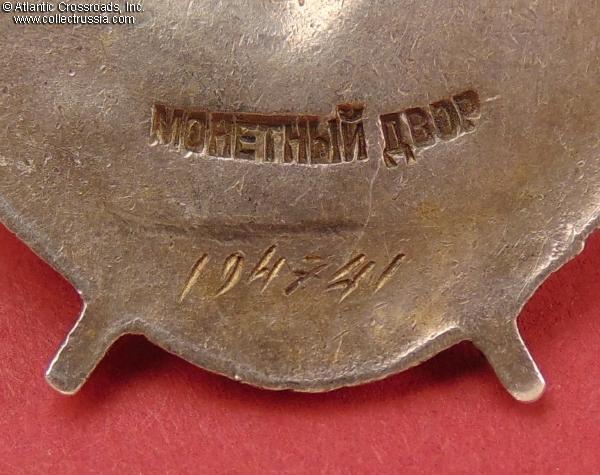 © Atlantic Crossroads, Inc.
www.collectrussia.com
МОНЕТНЫЙ ДВОР
194741